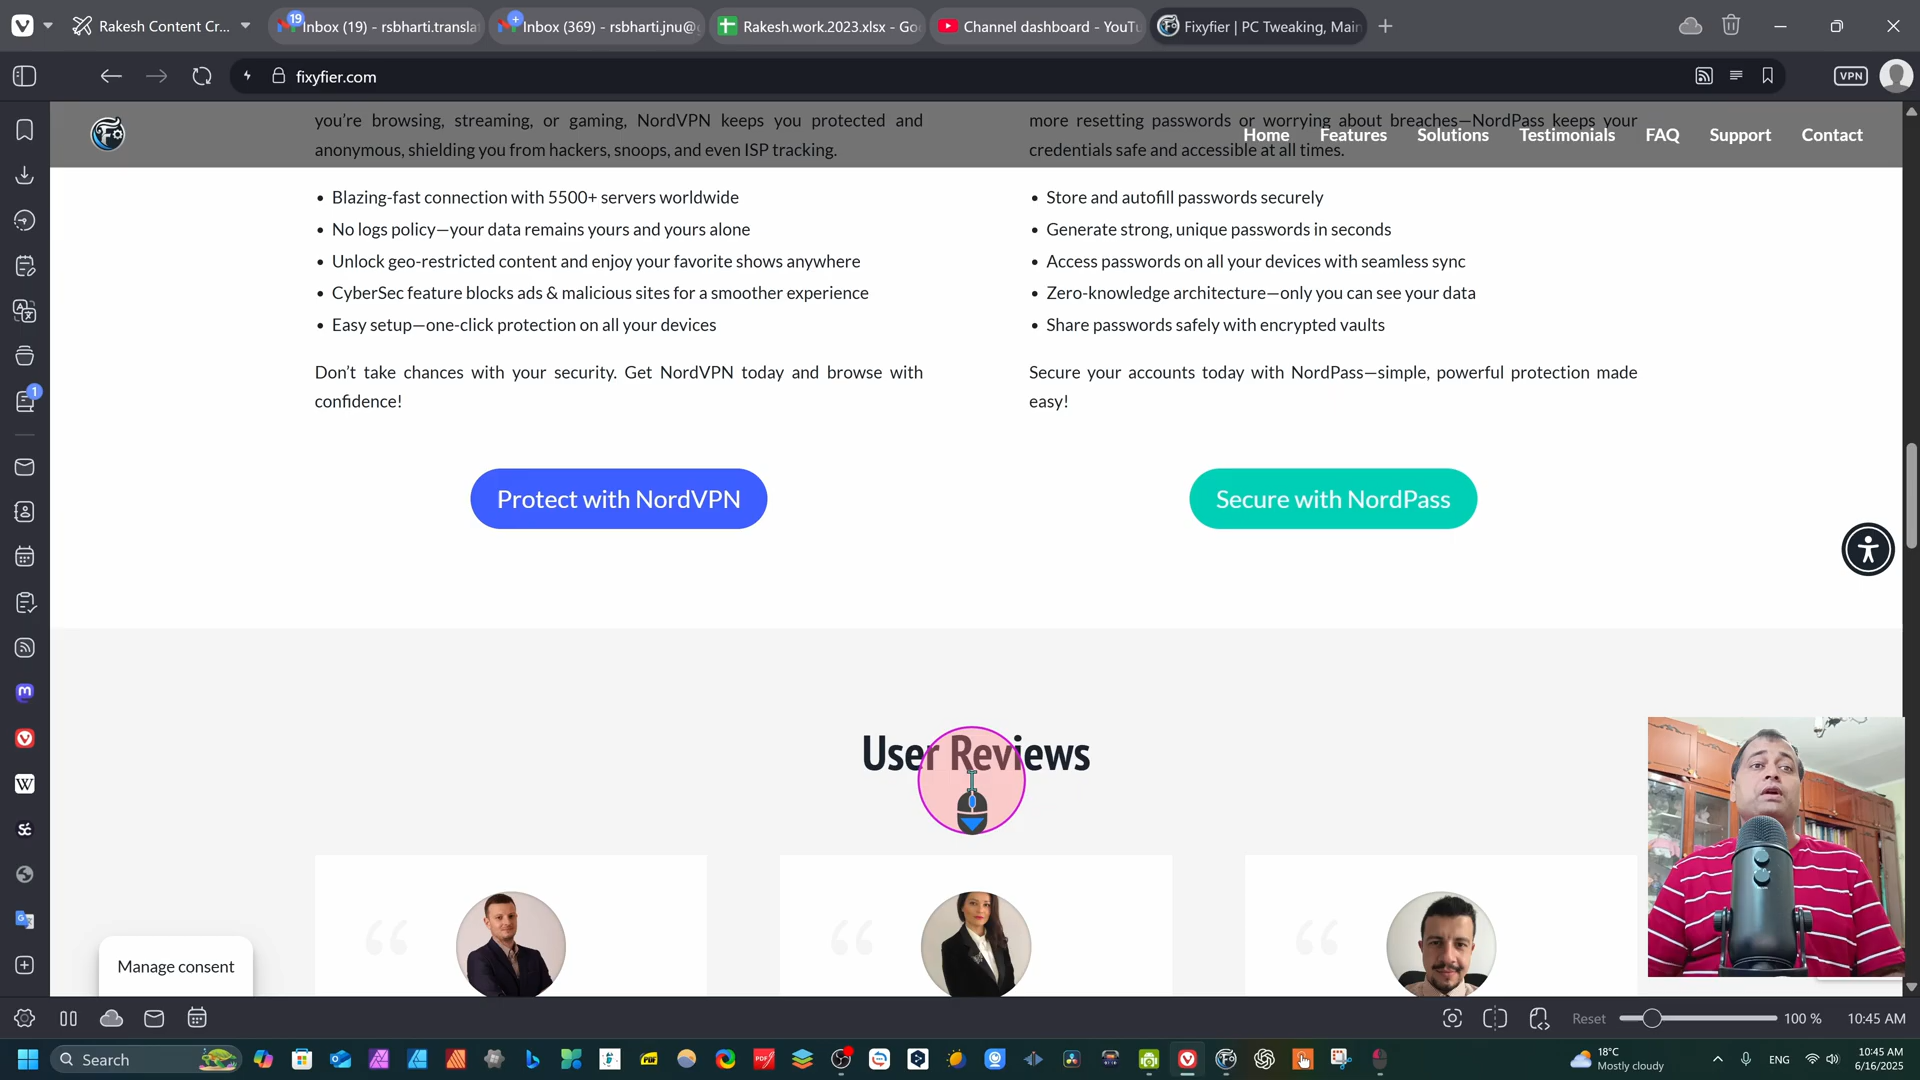 Rakesh Content Cr...
19
Inbox (19) - rsbharti.transla
Inbox (369) - rsbharti.jnu@
Rakesh.work.2023.xlsx - Go
Channel dashboard - YouTu
Fixyfier | PC Tweaking, Main
fixyfier.com
VPN
you’re browsing, streaming, or gaming, NordVPN keeps you protected and
anonymous, shielding you from hackers, snoops, and even ISP tracking.
more resetting passwords or worrying about breaches—NordPass keeps your
credentials safe and accessible at all times.
Home
Features
Solutions
Testimonials
FAQ
Support
Contact
• Blazing-fast connection with 5500+ servers worldwide
• No logs policy—your data remains yours and yours alone
• Unlock geo-restricted content and enjoy your favorite shows anywhere
• CyberSec feature blocks ads & malicious sites for a smoother experience
• Easy setup—one-click protection on all your devices
Don’t take chances with your security. Get NordVPN today and browse with
confidence!
Protect with NordVPN
• Store and autofill passwords securely
• Generate strong, unique passwords in seconds
• Access passwords on all your devices with seamless sync
• Zero-knowledge architecture—only you can see your data
• Share passwords safely with encrypted vaults
Secure your accounts today with NordPass—simple, powerful protection made
easy!
Secure with NordPass
1
User Reviews
Manage consent
Reset
100 %
10:45 AM
Search
18°C
Mostly cloudy
ENG
10:45 AM
6/16/2025